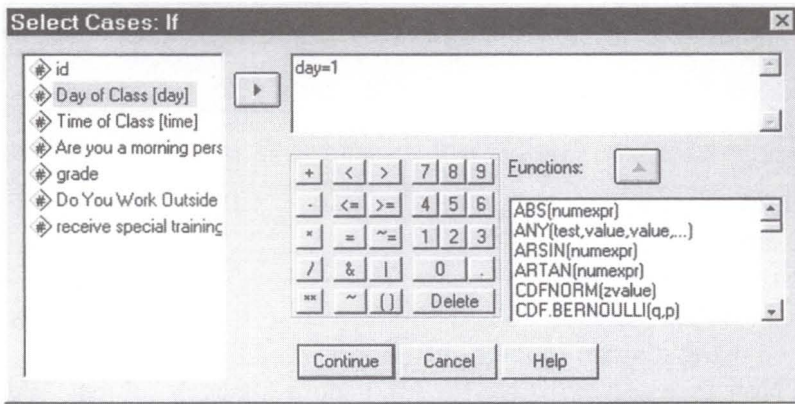 Select Cases: If
id
Day of Class [day]
Time of Class [time]
Are you a morning pers
grade
Do You Work Outside
receive special training
day=1
+ < > 7 8 9
- <= >= 4 5 6
* = ~= 1 2 3
/ & | 0 .
** ~ () Delete
Functions:
ABS(numexpr)
ANY(test,value,value,...)
ARSIN(numexpr)
ARTAN(numexpr)
CDFNORM(zvalue)
CDF.BERNOULLI(q,p)
Continue Cancel Help